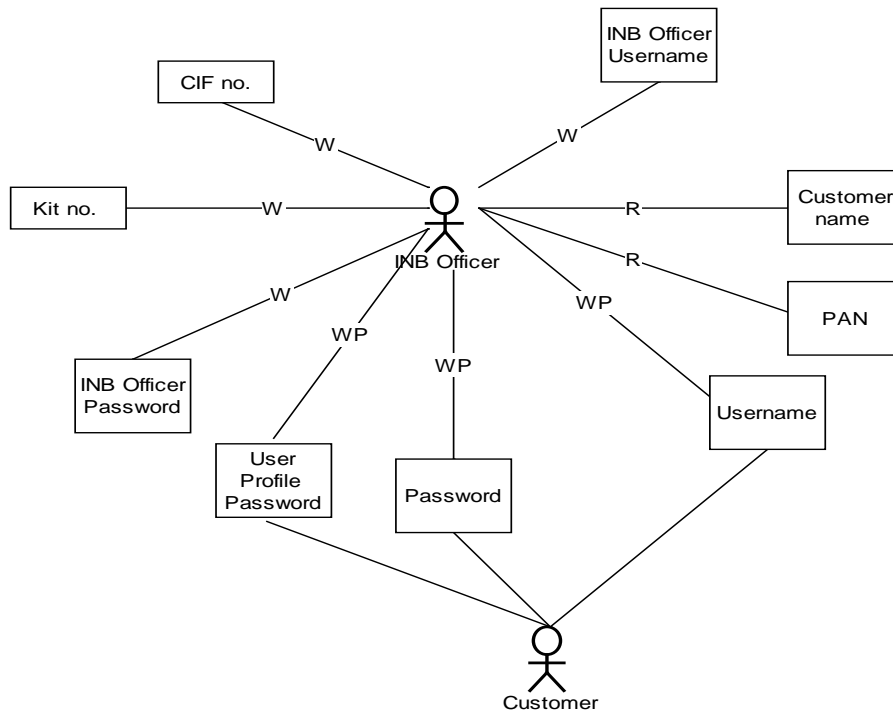 INB Officer
Username
CIF no.
W
W
Kit no.
W
R
Customer
name
INB Officer
R
W
WP
PAN
WP
WP
INB Officer
Password
Username
User
Profile
Password
Password
Customer